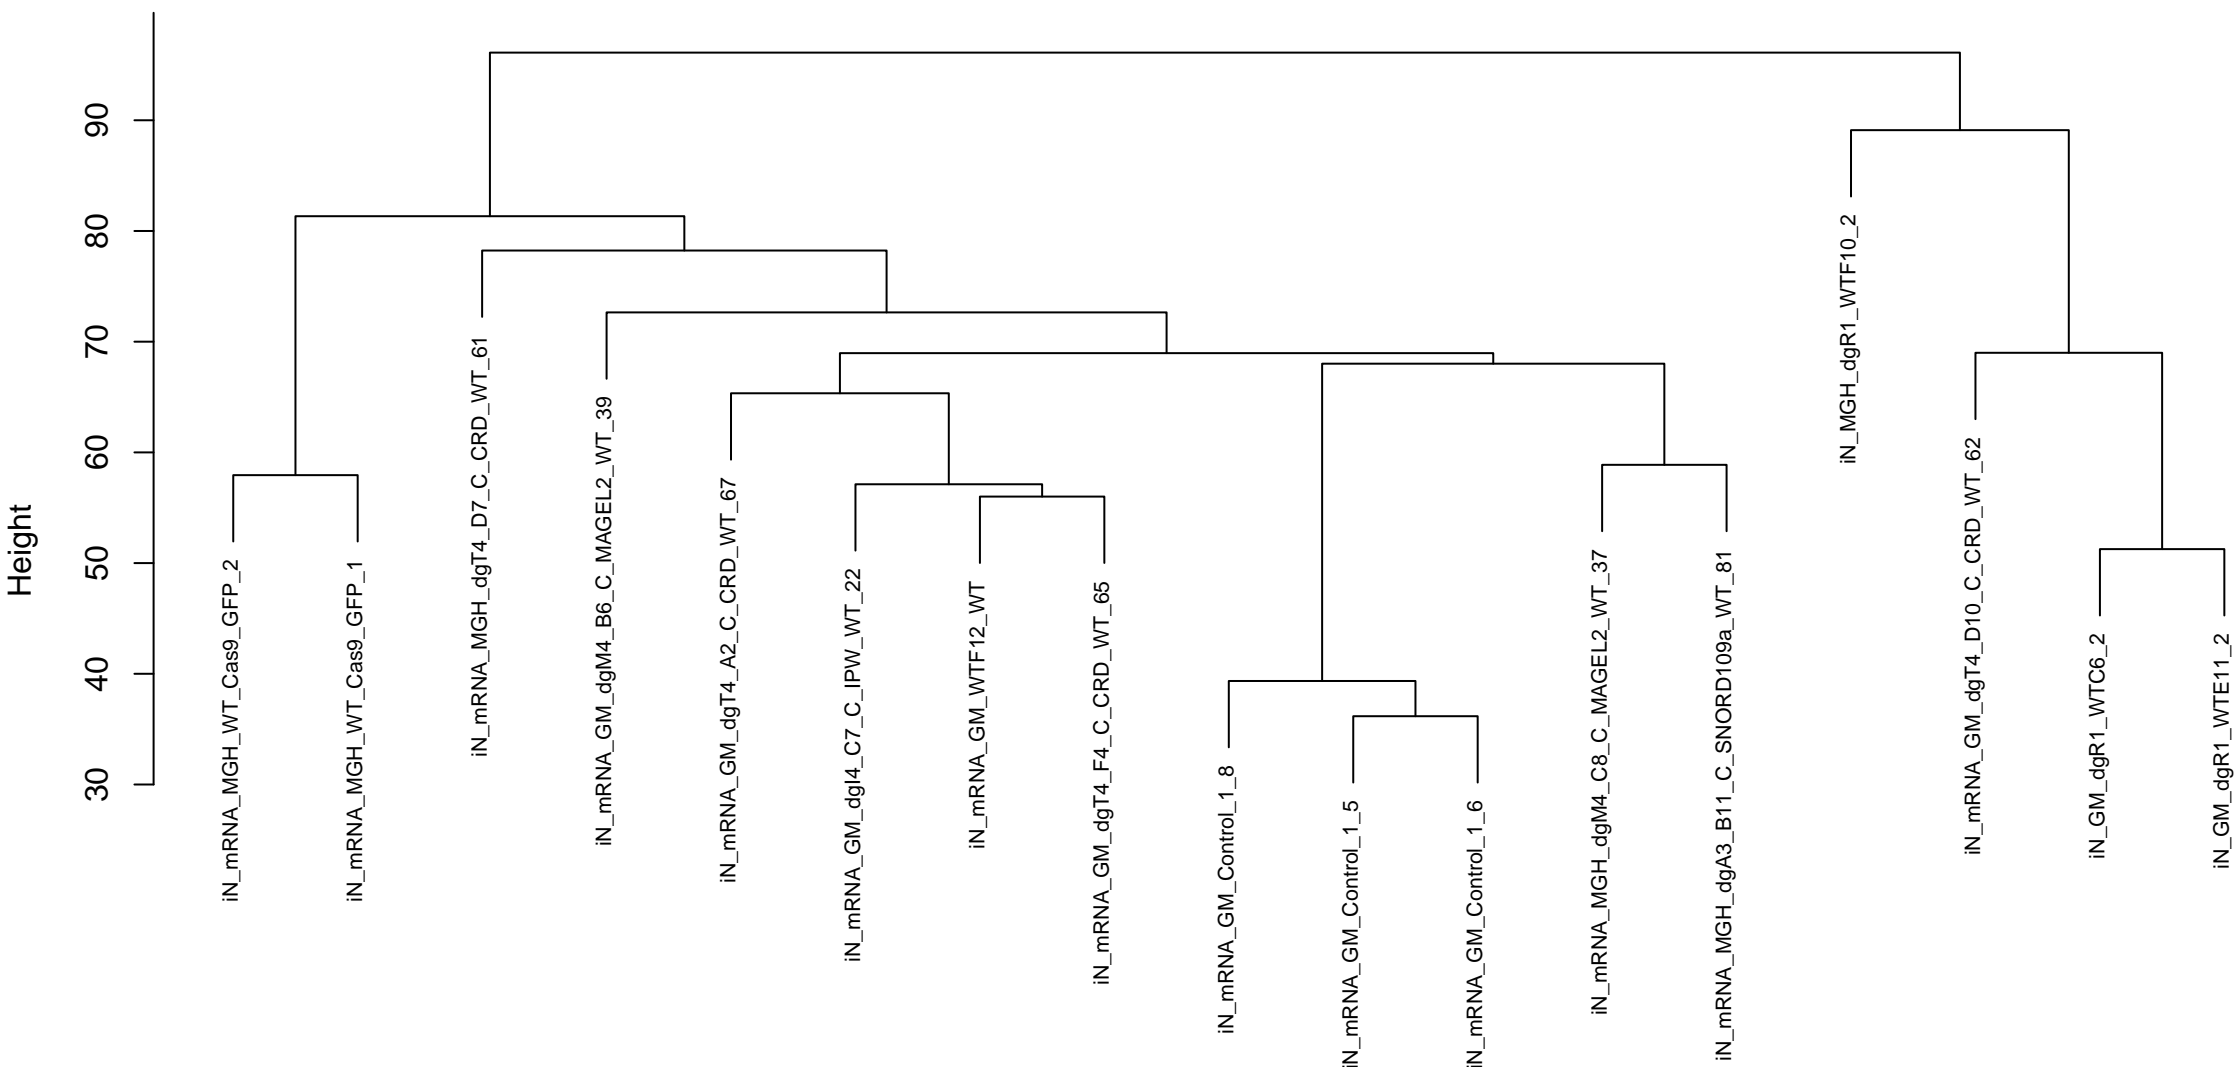 Height
90
80
70
60
50
40
30
iN_mRNA_MGH_WT_Cas9_GFP_2
iN_mRNA_MGH_WT_Cas9_GFP_1
iN_mRNA_MGH_dgT4_D7_C_CRD_WT_61
iN_mRNA_GM_dgM4_B6_C_MAGEL2_WT_39
iN_mRNA_GM_dgT4_A2_C_CRD_WT_67
iN_mRNA_GM_dgI4_C7_C_IPW_WT_22
iN_mRNA_GM_WTF12_WT
iN_mRNA_GM_dgT4_F4_C_CRD_WT_65
iN_mRNA_GM_Control_1_8
iN_mRNA_GM_Control_1_5
iN_mRNA_GM_Control_1_6
iN_mRNA_MGH_dgM4_C8_C_MAGEL2_WT_37
iN_mRNA_MGH_dgA3_B11_C_SNORD109a_WT_81
iN_MGH_dgR1_WTF10_2
iN_mRNA_GM_dgT4_D10_C_CRD_WT_62
iN_GM_dgR1_WTC6_2
iN_GM_dgR1_WTE11_2